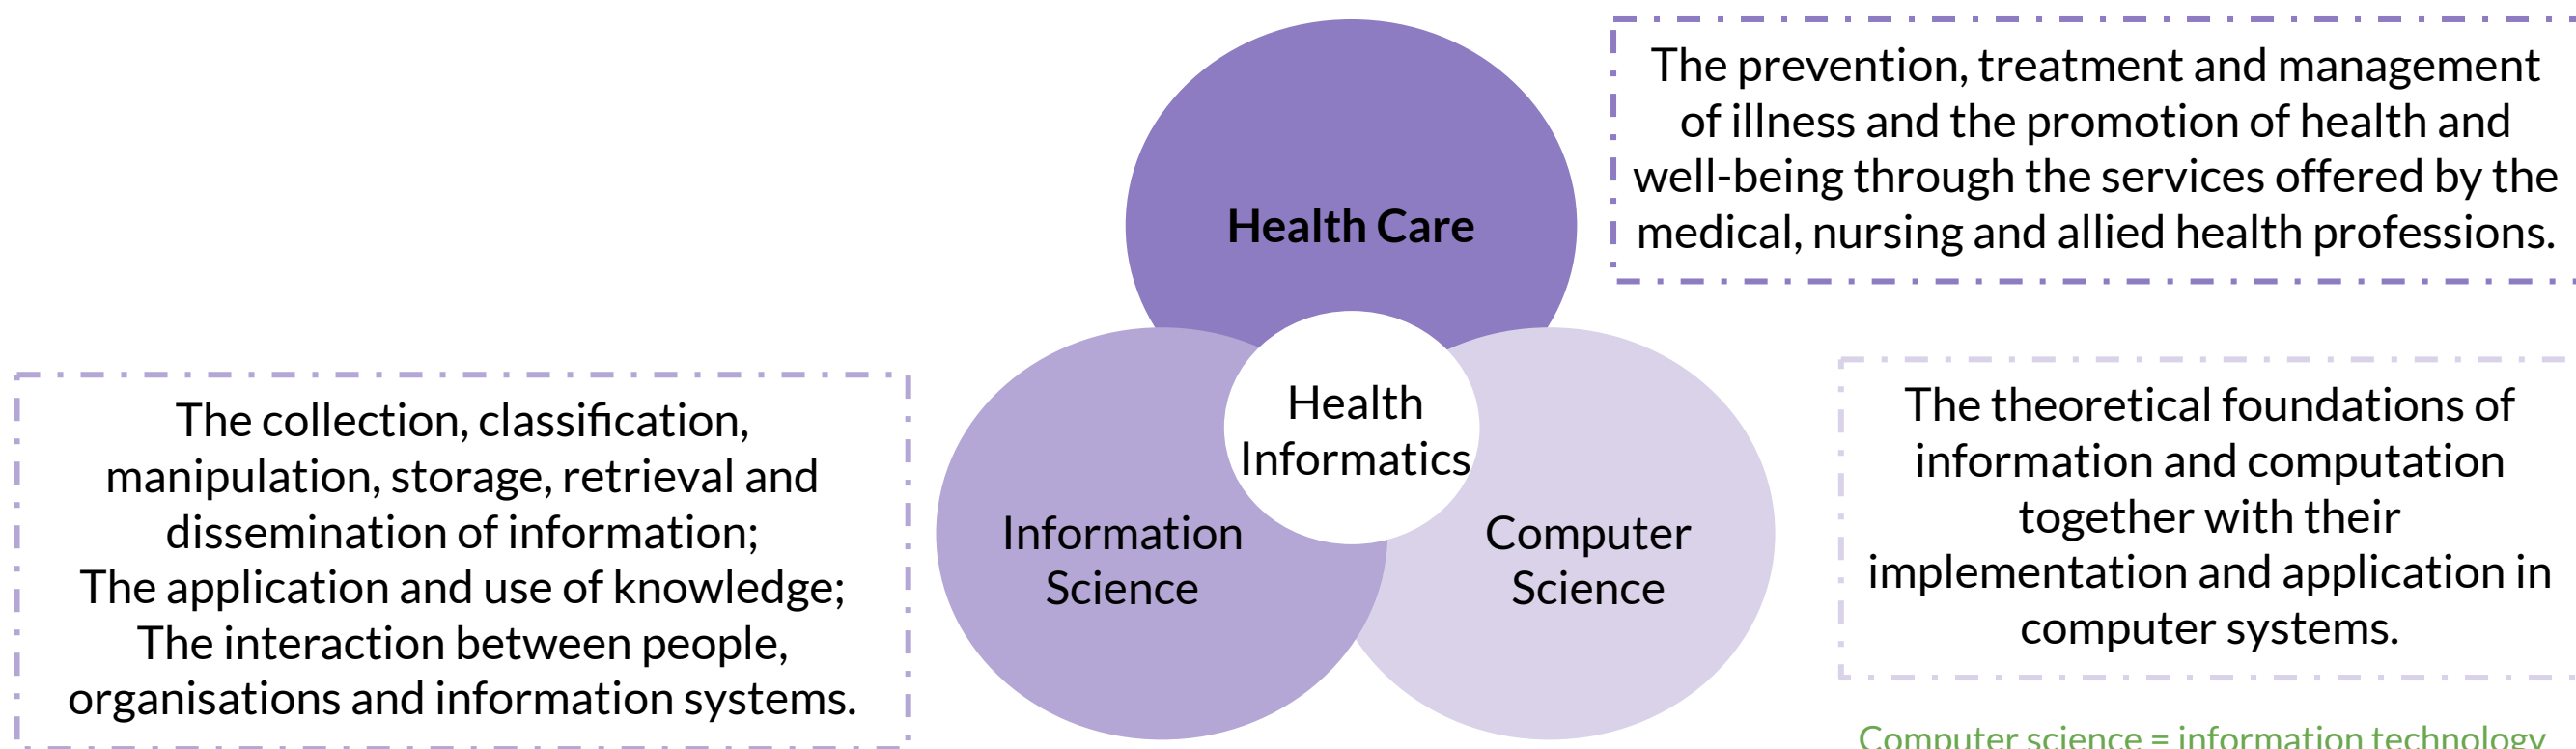 The prevention, treatment and management
of illness and the promotion of health and
well-being through the services offered by the
medical, nursing and allied health professions.
Health Care
Health
Informatics
Information
Science
Computer
Science
The collection, classification,
manipulation, storage, retrieval and
dissemination of information;
The application and use of knowledge;
The interaction between people,
organisations and information systems.
The theoretical foundations of
information and computation
together with their
implementation and application in
computer systems.
Computer science = information technology